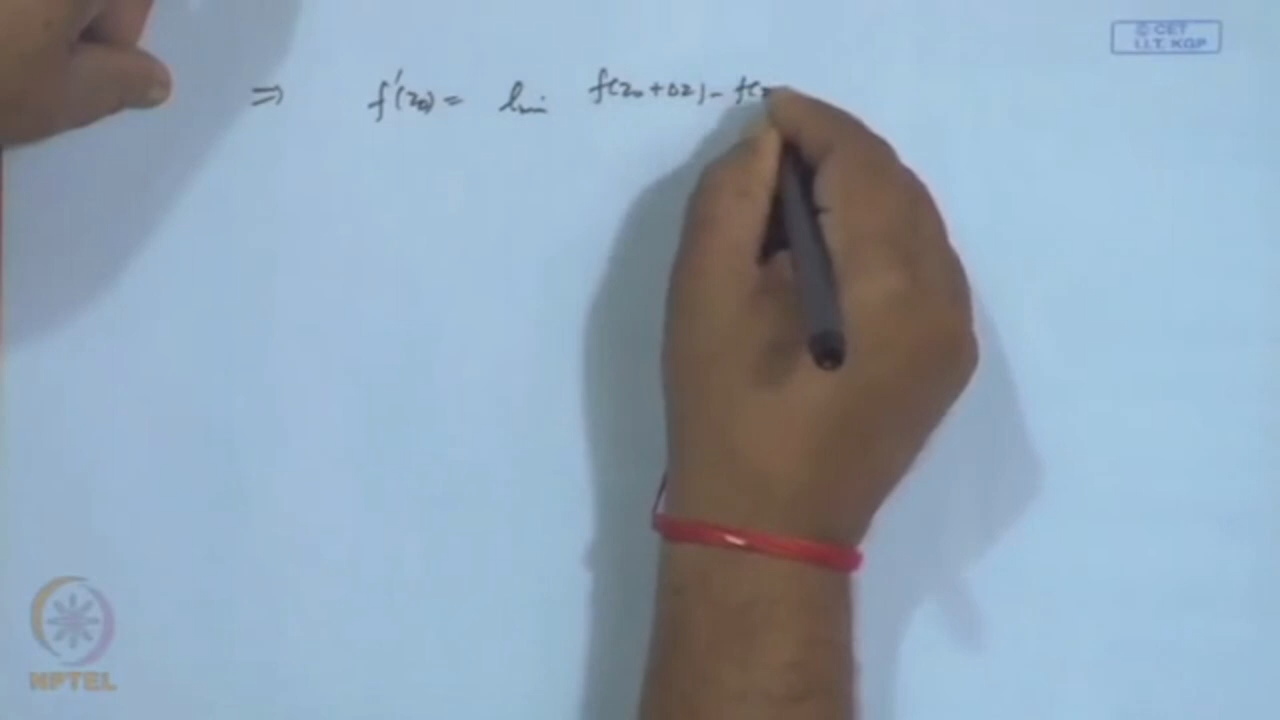 © CET
I.I.T. KGP
⇒ f'(z₀) = lim f(z₀+Δz) - f(z
NPTEL